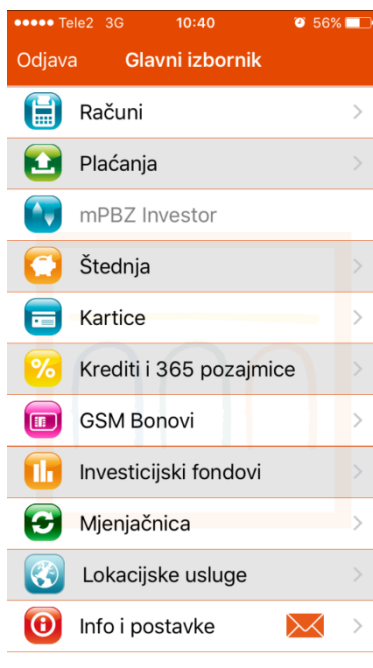 Tele2 3G 10:40 56%
Odjava Glavni izbornik
Računi
Plaćanja
mPBZ Investor
Štednja
Kartice
Krediti i 365 pozajmice
GSM Bonovi
Investicijski fondovi
Mjenjačnica
Lokacijske usluge
Info i postavke